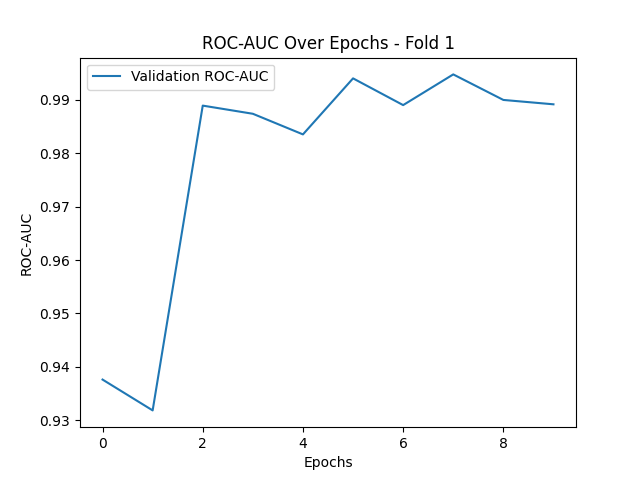 ROC-AUC Over Epochs - Fold 1
Validation ROC-AUC
0.99
0.98
0.97
0.96
0.95
0.94
0.93
ROC-AUC
0 2 4 6 8
Epochs